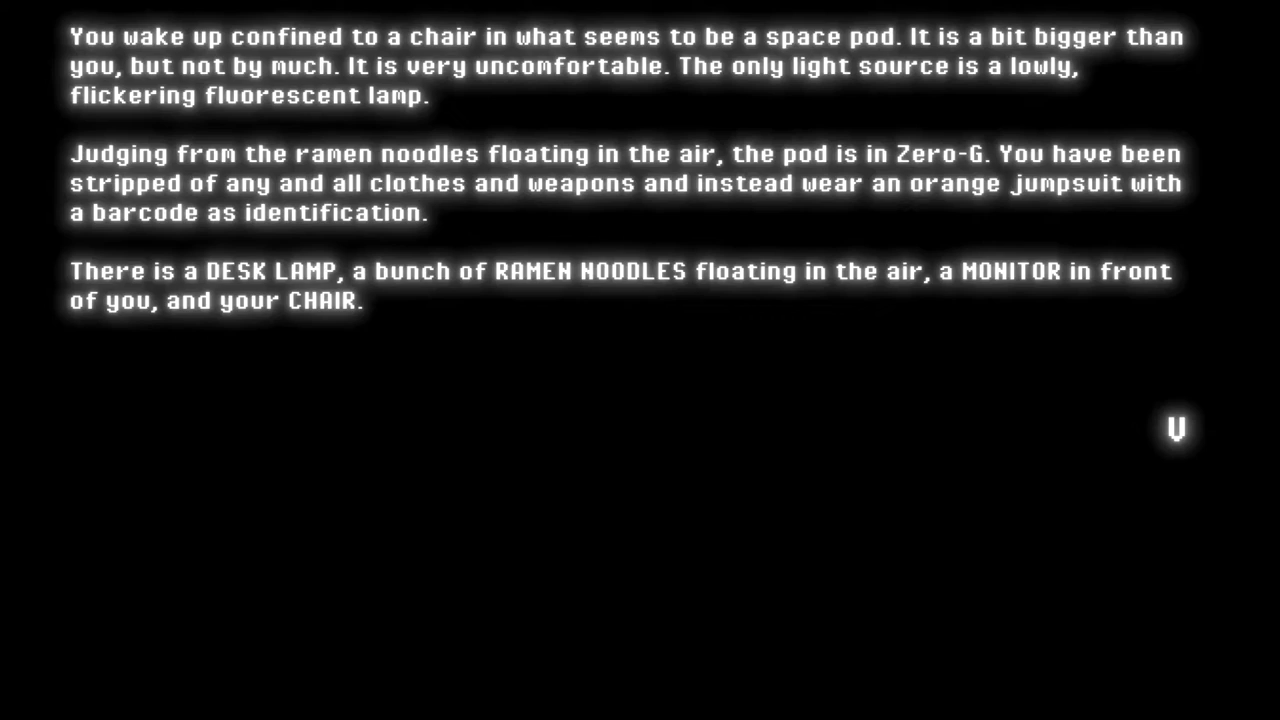 You wake up confined to a chair in what seems to be a space pod. It is a bit bigger than
you, but not by much. It is very uncomfortable. The only light source is a lowly,
flickering fluorescent lamp.
Judging from the ramen noodles floating in the air, the pod is in Zero-G. You have been
stripped of any and all clothes and weapons and instead wear an orange jumpsuit with
a barcode as identification.
There is a DESK LAMP, a bunch of RAMEN NOODLES floating in the air, a MONITOR in front
of you, and your CHAIR.
V